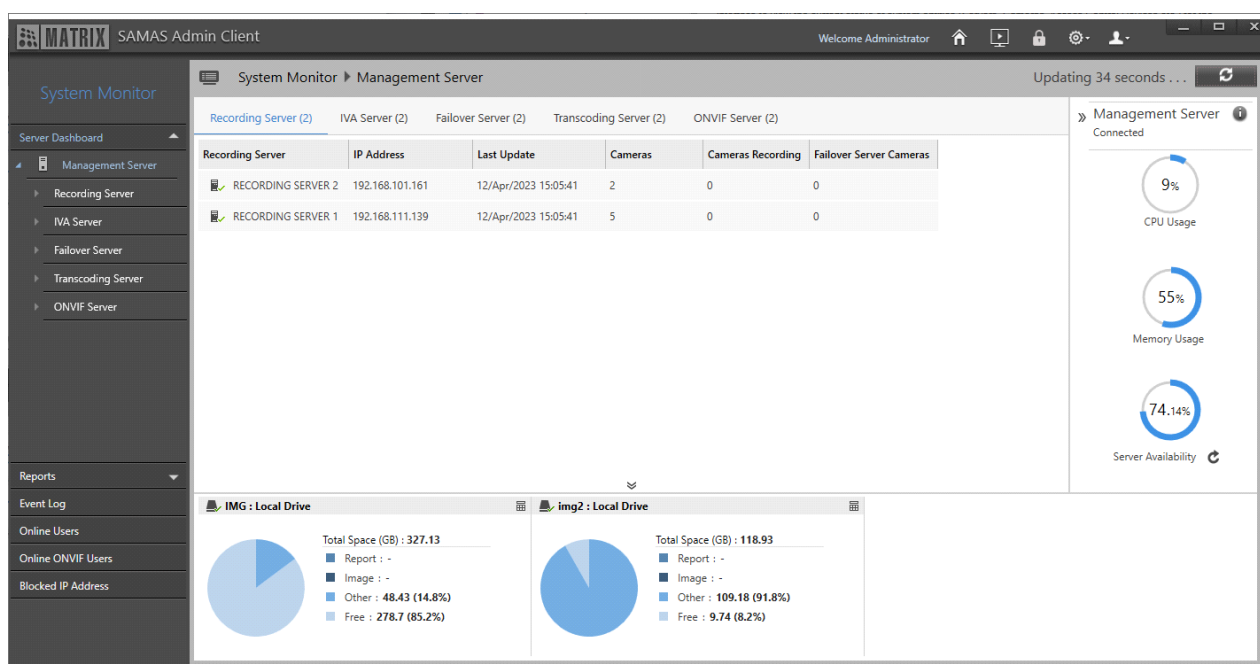 MATRIX SAMAS Admin Client
Welcome Administrator
System Monitor
Server Dashboard
Management Server
Recording Server
IVA Server
Failover Server
Transcoding Server
ONVIF Server
Reports
Event Log
Online Users
Online ONVIF Users
Blocked IP Address
System Monitor Management Server
Updating 34 seconds . . .
Recording Server (2) IVA Server (2) Failover Server (2) Transcoding Server (2) ONVIF Server (2)
Recording Server IP Address Last Update Cameras Cameras Recording Failover Server Cameras
RECORDING SERVER 2 192.168.101.161 12/Apr/2023 15:05:41 2 0 0
RECORDING SERVER 1 192.168.111.139 12/Apr/2023 15:05:41 5 0 0
Management Server
Connected
9%
CPU Usage
55%
Memory Usage
74.14%
Server Availability
IMG : Local Drive
Total Space (GB) : 327.13
Report : -
Image : -
Other : 48.43 (14.8%)
Free : 278.7 (85.2%)
img2 : Local Drive
Total Space (GB) : 118.93
Report : -
Image : -
Other : 109.18 (91.8%)
Free : 9.74 (8.2%)